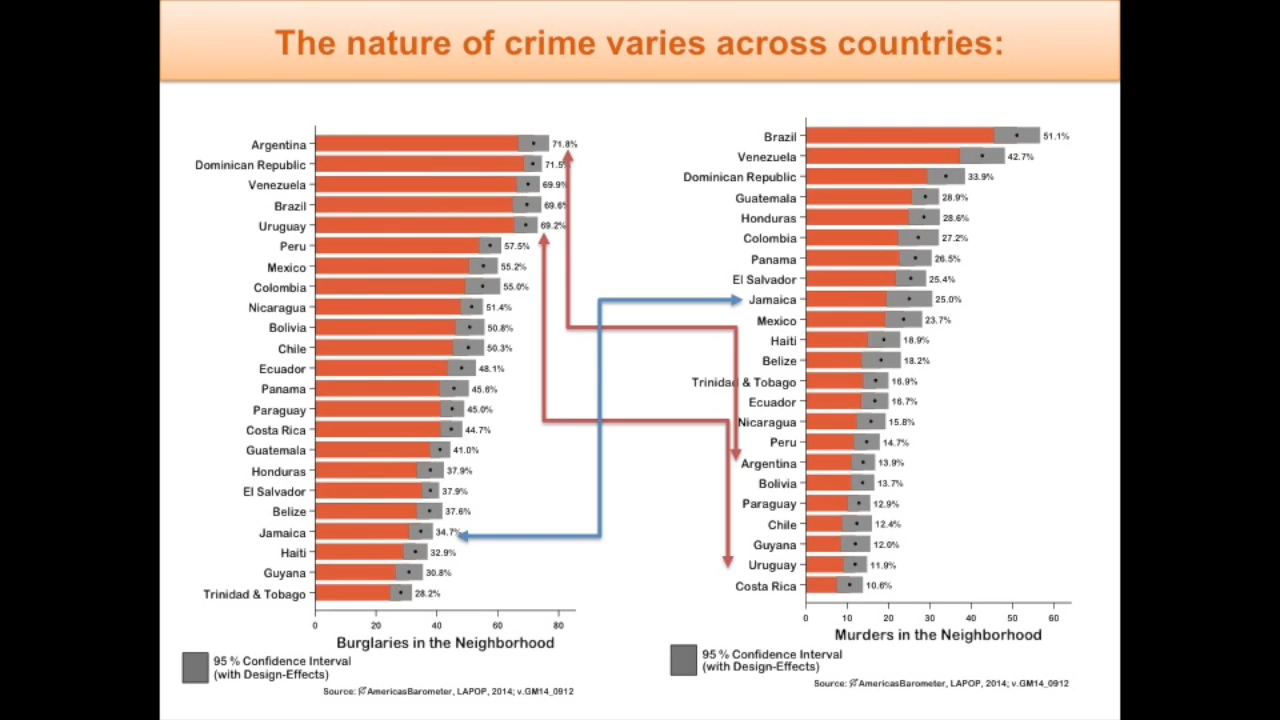 The nature of crime varies across countries:
Argentina 71.8%
Dominican Republic 71.5
Venezuela 69.9%
Brazil 69.6%
Uruguay 69.2%
Peru 57.5%
Mexico 55.2%
Colombia 55.0%
Nicaragua 51.4%
Bolivia 50.8%
Chile 50.3%
Ecuador 48.1%
Panama 45.6%
Paraguay 45.0%
Costa Rica 44.7%
Guatemala 41.0%
Honduras 37.9%
El Salvador 37.9%
Belize 37.6%
Jamaica 34.7%
Haiti 32.9%
Guyana 30.8%
Trinidad & Tobago 28.2%
0 20 40 60 80
Burglaries in the Neighborhood
95 % Confidence Interval
(with Design-Effects)
Source: AmericasBarometer, LAPOP, 2014; v.GM14_0912
Brazil 51.1%
Venezuela 42.7%
Dominican Republic 33.9%
Guatemala 28.9%
Honduras 28.6%
Colombia 27.2%
Panama 26.5%
El Salvador 25.4%
Jamaica 25.0%
Mexico 23.7%
Haiti 18.9%
Belize 18.2%
Trinidad & Tobago 16.9%
Ecuador 16.7%
Nicaragua 15.8%
Peru 14.7%
Argentina 13.9%
Bolivia 13.7%
Paraguay 12.9%
Chile 12.4%
Guyana 12.0%
Uruguay 11.9%
Costa Rica 10.6%
0 10 20 30 40 50 60
Murders in the Neighborhood
95 % Confidence Interval
(with Design-Effects)
Source: AmericasBarometer, LAPOP, 2014; v.GM14_0912